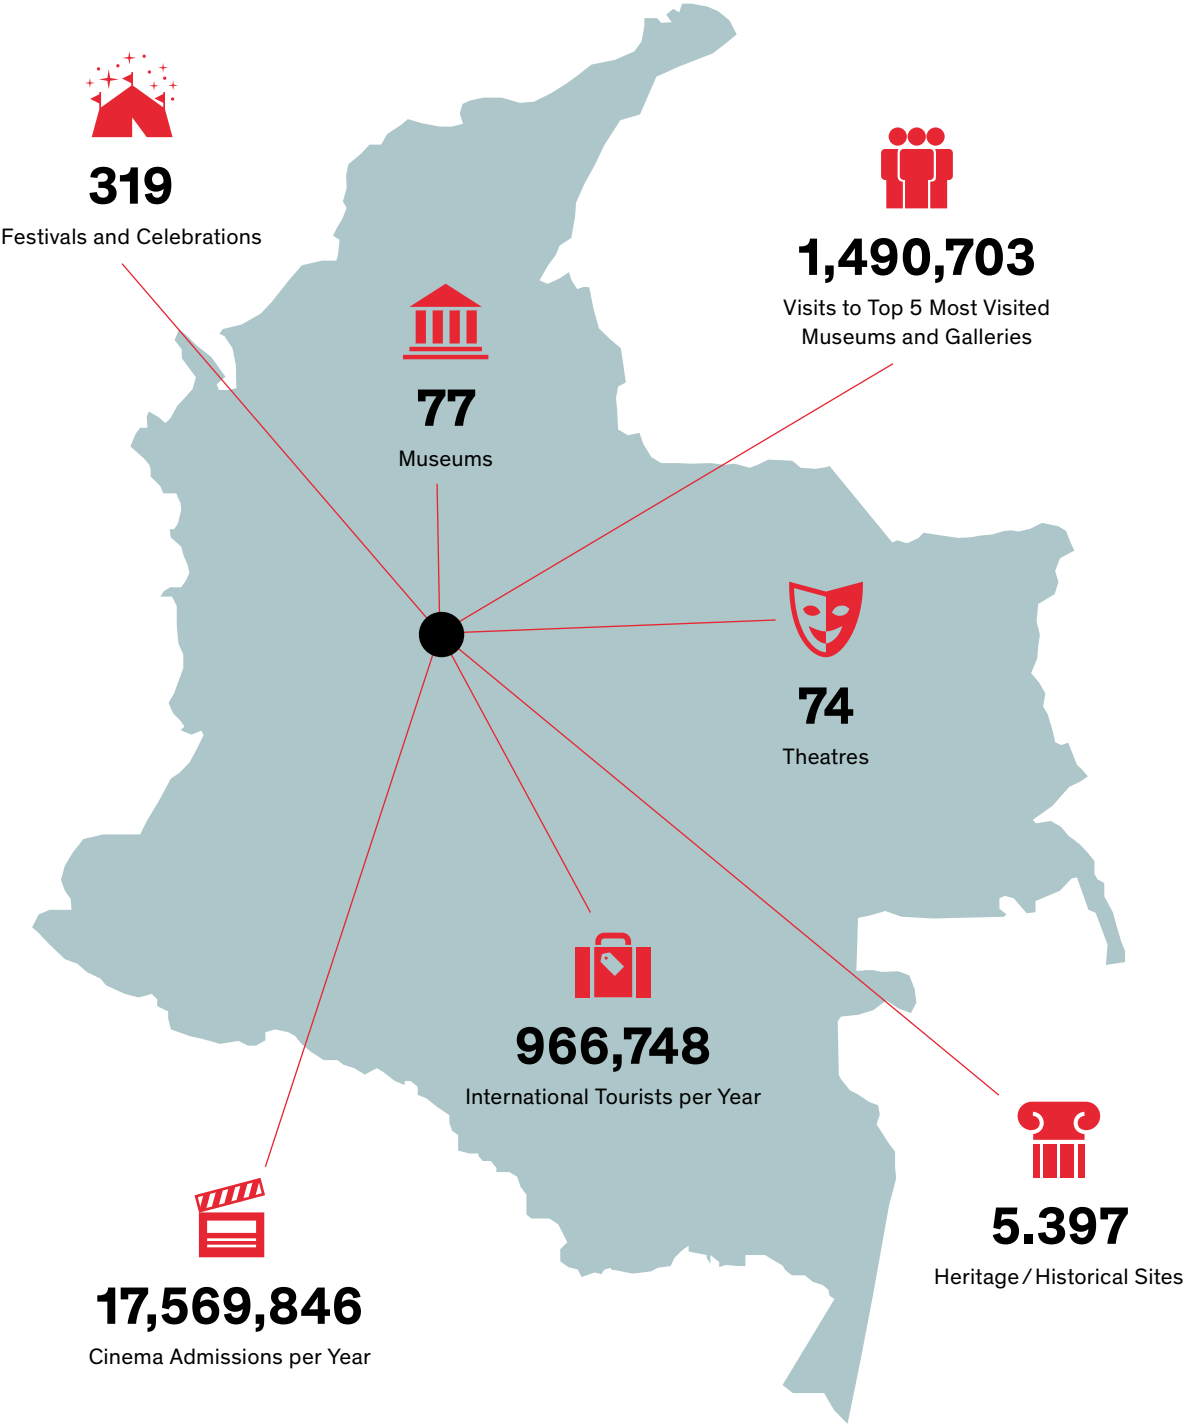 319
Festivals and Celebrations
1,490,703
Visits to Top 5 Most Visited
Museums and Galleries
77
Museums
74
Theatres
966,748
International Tourists per Year
5.397
Heritage/Historical Sites
17,569,846
Cinema Admissions per Year